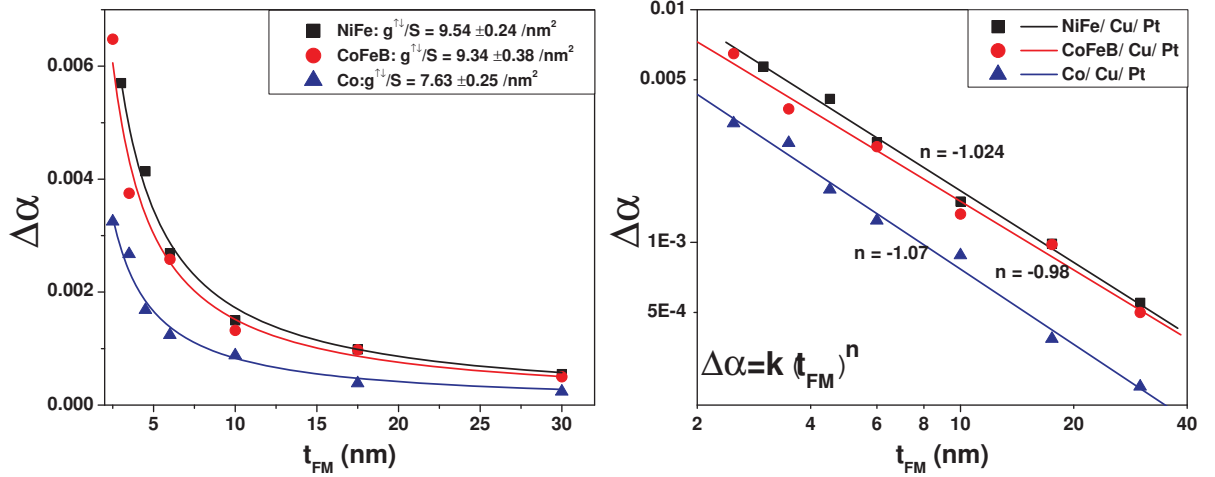 NiFe: g↑↓/S = 9.54 ±0.24 /nm²
CoFeB: g↑↓/S = 9.34 ±0.38 /nm²
Co:g↑↓/S = 7.63 ±0.25 /nm²
0.006
0.004
0.002
0.000
Δα
5 10 15 20 25 30
t_FM (nm)
NiFe/ Cu/ Pt
CoFeB/ Cu/ Pt
Co/ Cu/ Pt
0.01
0.005
1E-3
5E-4
Δα
n = -1.024
n = -1.07
n = -0.98
Δα=k (t_FM)^n
2 4 6 8 10 20 40
t_FM (nm)